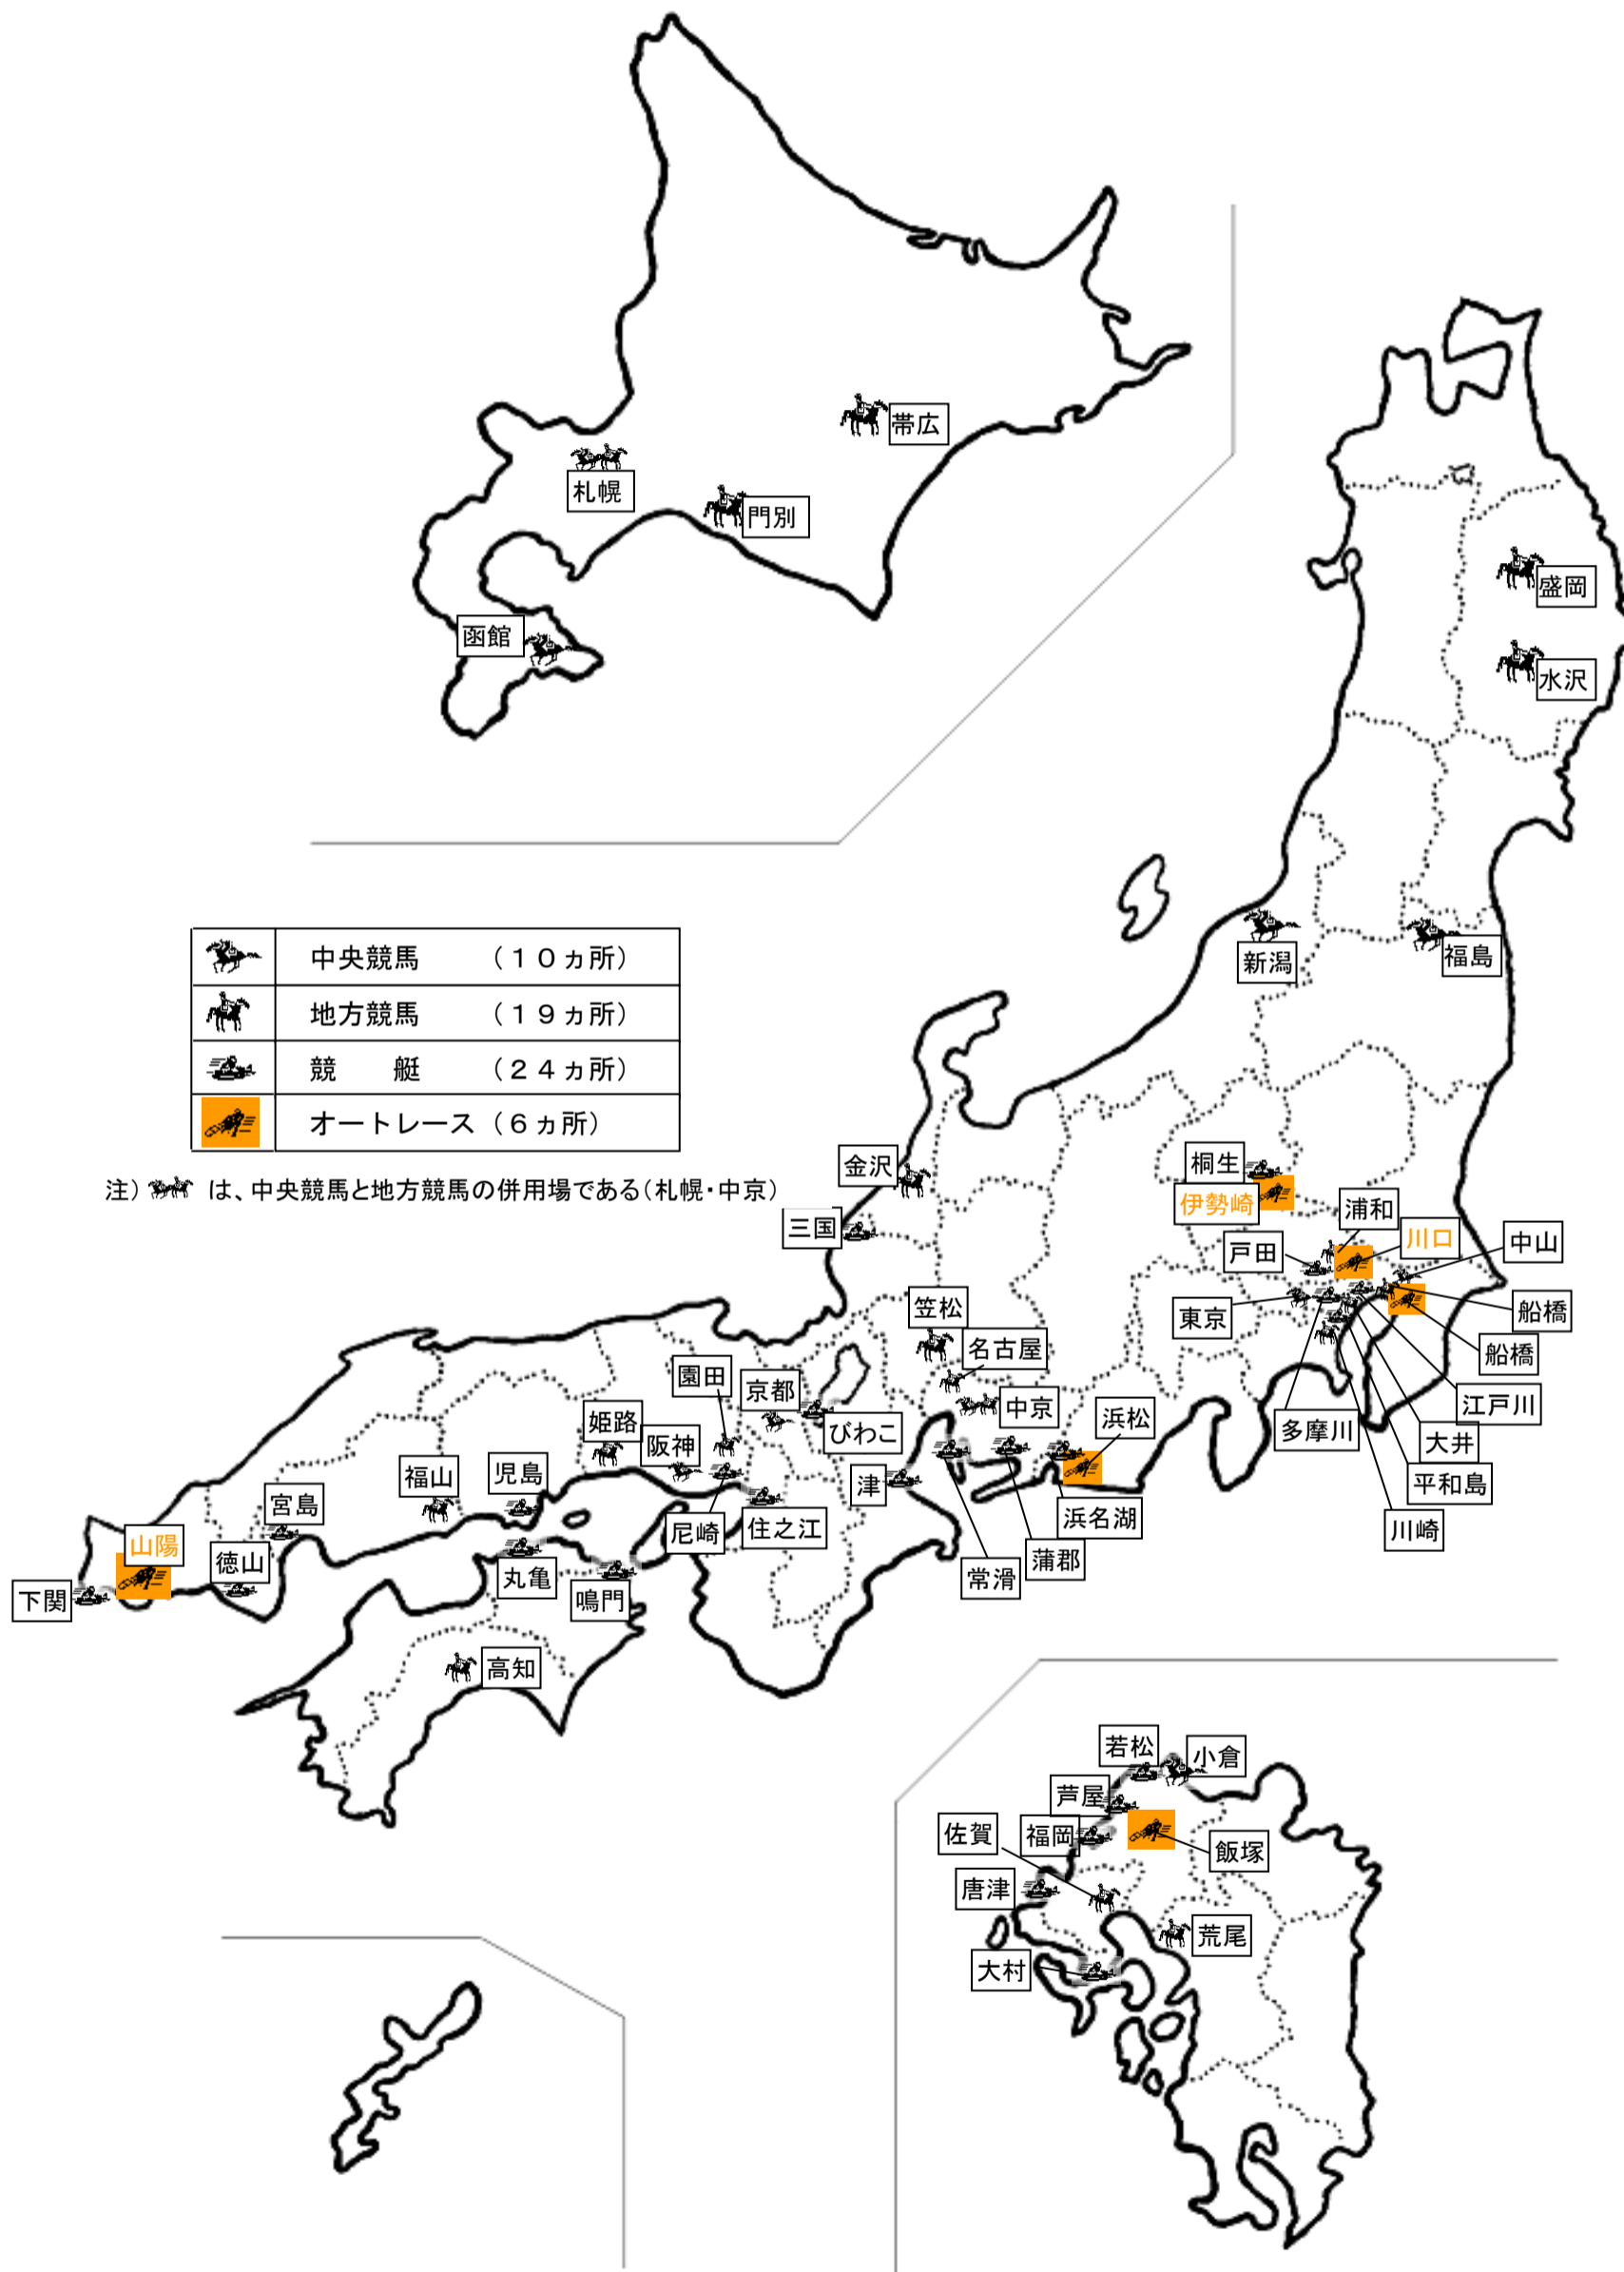 帯広
札幌
門別
函館
盛岡
水沢
新潟
福島
中央競馬 (10ヵ所)
地方競馬 (19ヵ所)
競 艇 (24ヵ所)
オートレース (6ヵ所)
注) は、中央競馬と地方競馬の併用場である(札幌・中京)
金沢
三国
桐生
伊勢崎
浦和
川口
戸田
中山
東京
船橋
船橋
江戸川
多摩川
大井
平和島
川崎
笠松
名古屋
中京
浜松
園田
京都
びわこ
姫路
阪神
津
浜名湖
蒲郡
常滑
福山
児島
尼崎
住之江
宮島
山陽
徳山
下関
丸亀
鳴門
高知
若松
小倉
芦屋
佐賀
福岡
飯塚
唐津
荒尾
大村